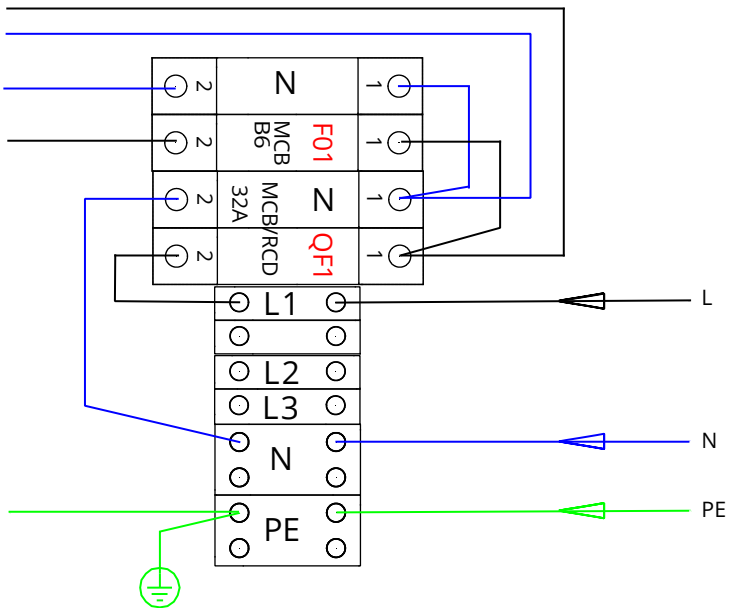 2 N 1
2 MCB B6 F01 1
2 MCB/RCD 32A N 1
2 QF1 1
L1 L
L2
L3
N N
PE PE